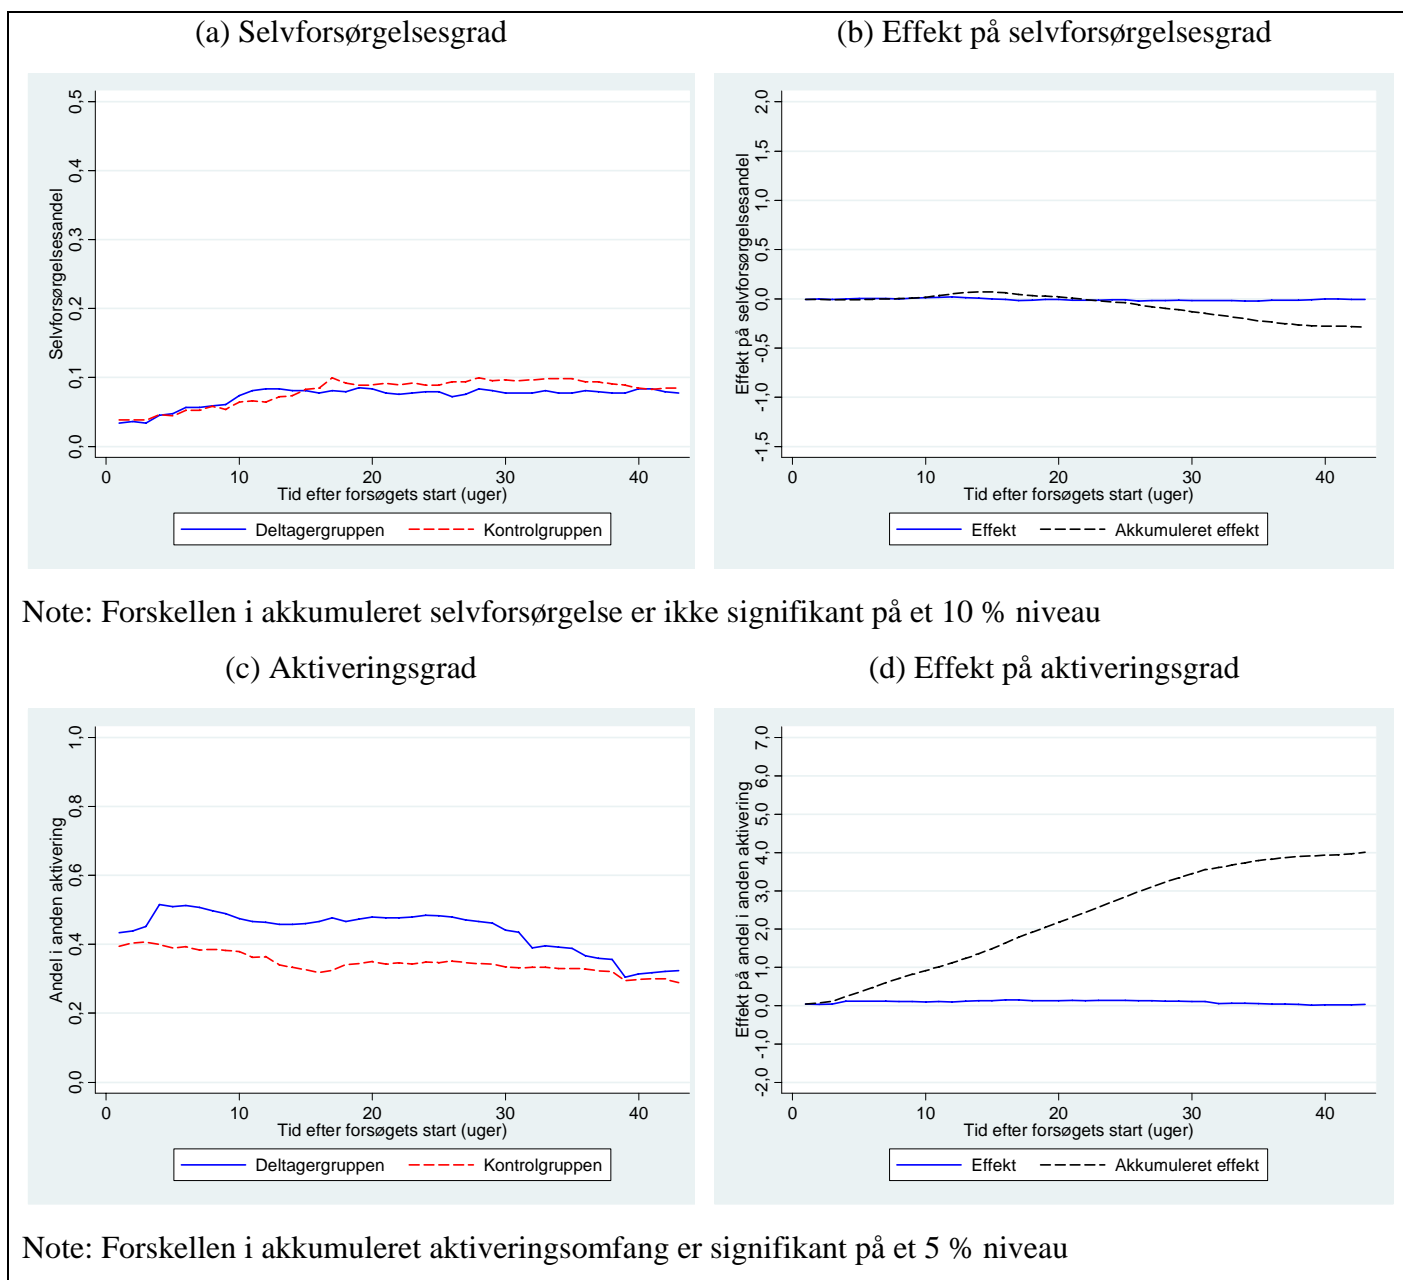 (a) Selvforsørgelsesgrad
(b) Effekt på selvforsørgelsesgrad
Selvforsørgelsesandel
0,5
0,4
0,3
0,2
0,1
0,0
0 10 20 30 40
Tid efter forsøgets start (uger)
Deltagergruppen Kontrolgruppen
Effekt på selvforsørgelsesandel
2,0
1,5
1,0
0,5
0,0
-0,5
-1,0
-1,5
0 10 20 30 40
Tid efter forsøgets start (uger)
Effekt Akkumuleret effekt
Note: Forskellen i akkumuleret selvforsørgelse er ikke signifikant på et 10 % niveau
(c) Aktiveringsgrad
(d) Effekt på aktiveringsgrad
Andel i anden aktivering
1,0
0,8
0,6
0,4
0,2
0,0
0 10 20 30 40
Tid efter forsøgets start (uger)
Deltagergruppen Kontrolgruppen
Effekt på andel i anden aktivering
7,0
6,0
5,0
4,0
3,0
2,0
1,0
0,0
-1,0
-2,0
0 10 20 30 40
Tid efter forsøgets start (uger)
Effekt Akkumuleret effekt
Note: Forskellen i akkumuleret aktiveringsomfang er signifikant på et 5 % niveau